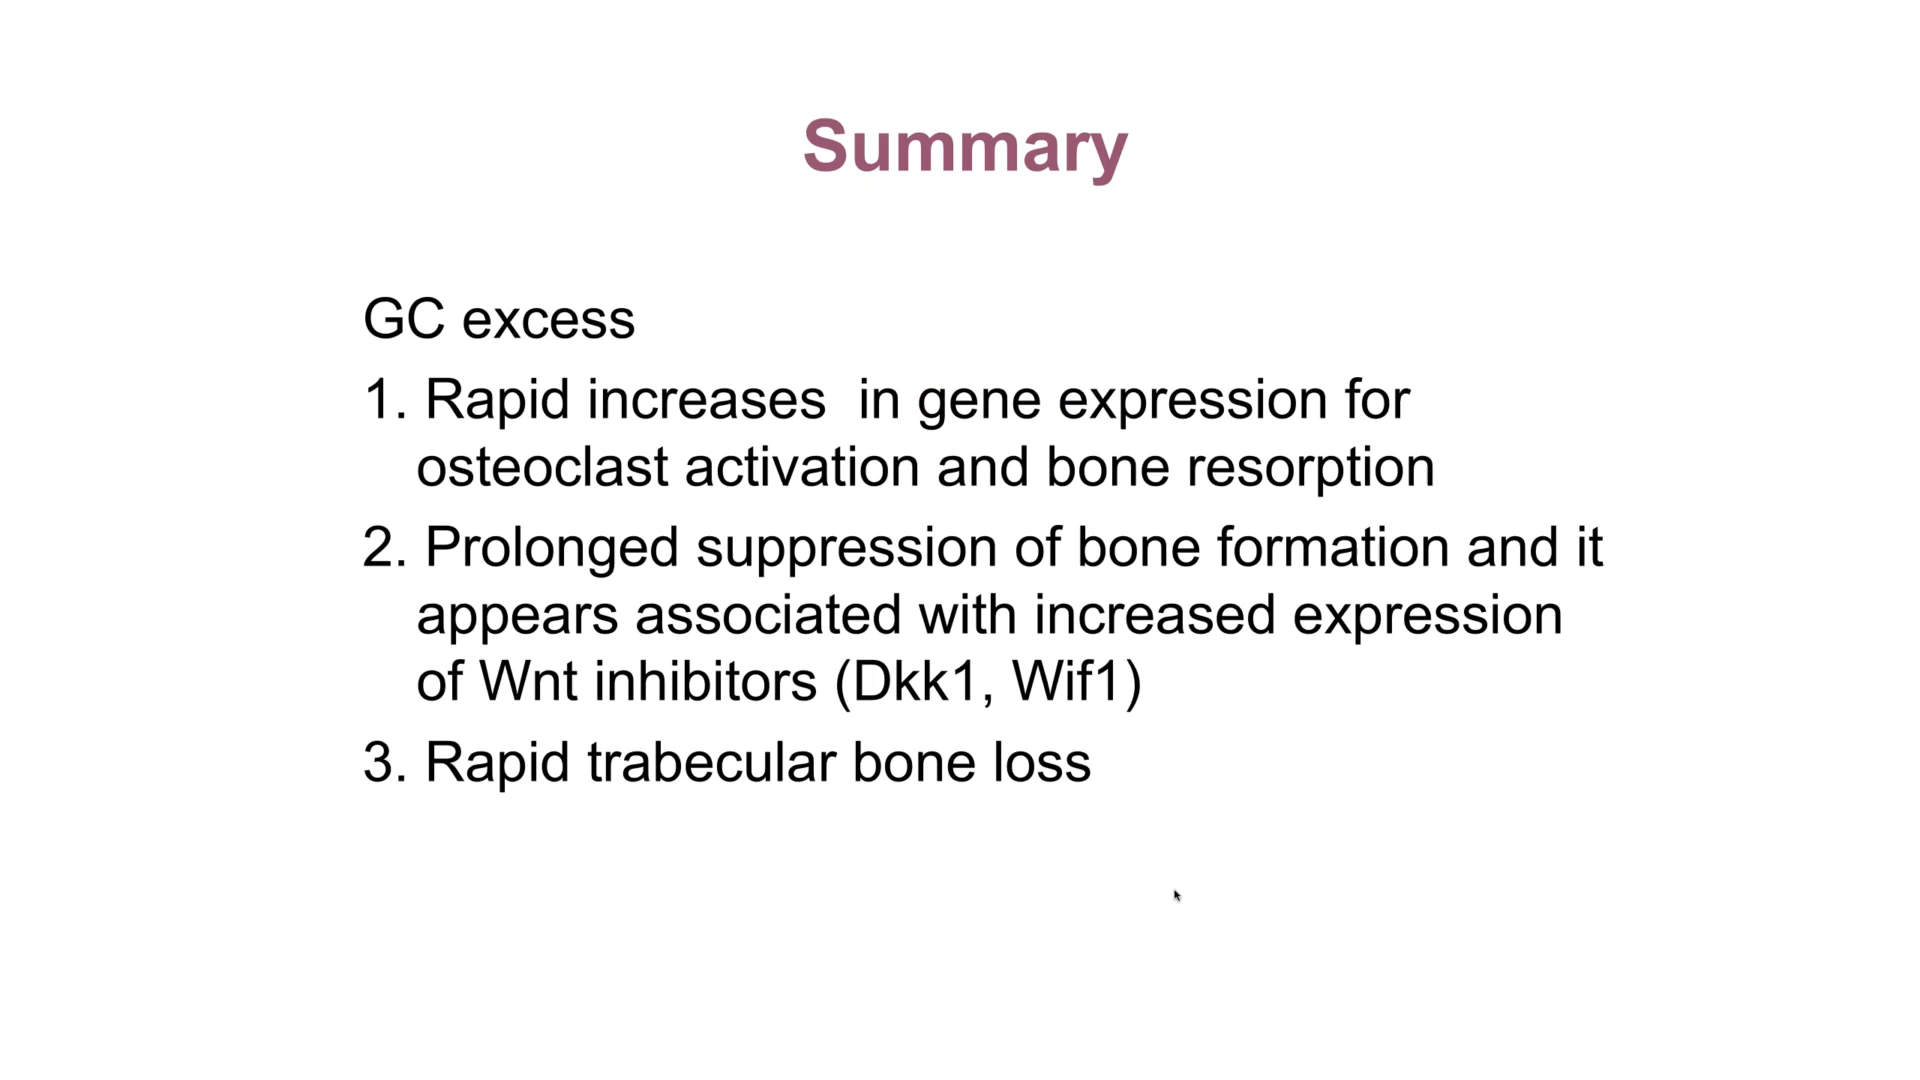 Summary
GC excess
1. Rapid increases  in gene expression for
osteoclast activation and bone resorption
2. Prolonged suppression of bone formation and it
appears associated with increased expression
of Wnt inhibitors (Dkk1, Wif1)
3. Rapid trabecular bone loss